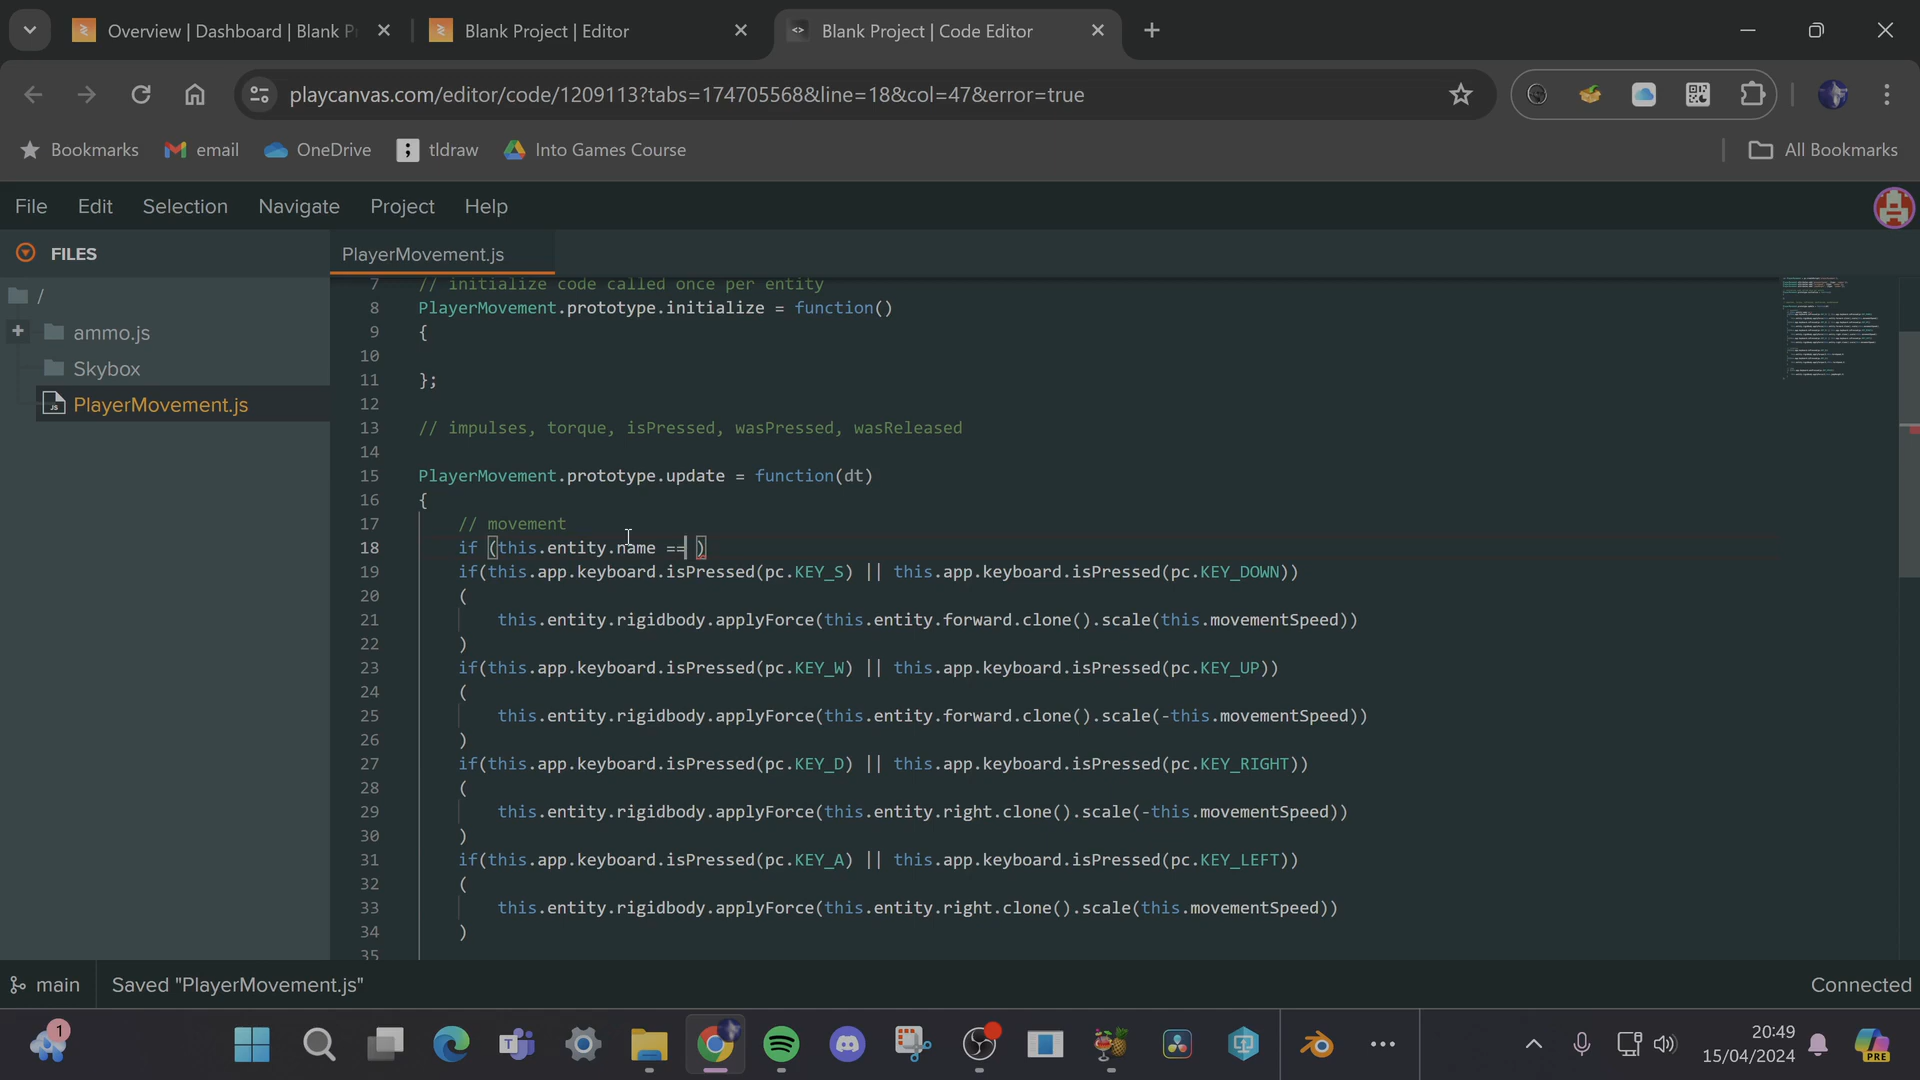 Overview | Dashboard | Blank P
Blank Project | Editor
Blank Project | Code Editor
playcanvas.com/editor/code/1209113?tabs=174705568&line=18&col=47&error=true
Bookmarks
email
OneDrive
tldraw
Into Games Course
All Bookmarks
File
Edit
Selection
Navigate
Project
Help
FILES
PlayerMovement.js
/
ammo.js
Skybox
PlayerMovement.js
7 // initialize code called once per entity
8 PlayerMovement.prototype.initialize = function()
9 {
10
11 };
12
13 // impulses, torque, isPressed, wasPressed, wasReleased
14
15 PlayerMovement.prototype.update = function(dt)
16 {
17 // movement
18 if (this.entity.name == )
19 if(this.app.keyboard.isPressed(pc.KEY_S) || this.app.keyboard.isPressed(pc.KEY_DOWN))
20 (
21 this.entity.rigidbody.applyForce(this.entity.forward.clone().scale(this.movementSpeed))
22 )
23 if(this.app.keyboard.isPressed(pc.KEY_W) || this.app.keyboard.isPressed(pc.KEY_UP))
24 (
25 this.entity.rigidbody.applyForce(this.entity.forward.clone().scale(-this.movementSpeed))
26 )
27 if(this.app.keyboard.isPressed(pc.KEY_D) || this.app.keyboard.isPressed(pc.KEY_RIGHT))
28 (
29 this.entity.rigidbody.applyForce(this.entity.right.clone().scale(-this.movementSpeed))
30 )
31 if(this.app.keyboard.isPressed(pc.KEY_A) || this.app.keyboard.isPressed(pc.KEY_LEFT))
32 (
33 this.entity.rigidbody.applyForce(this.entity.right.clone().scale(this.movementSpeed))
34 )
35
main
Saved "PlayerMovement.js"
Connected
1
20:49
15/04/2024
PRE